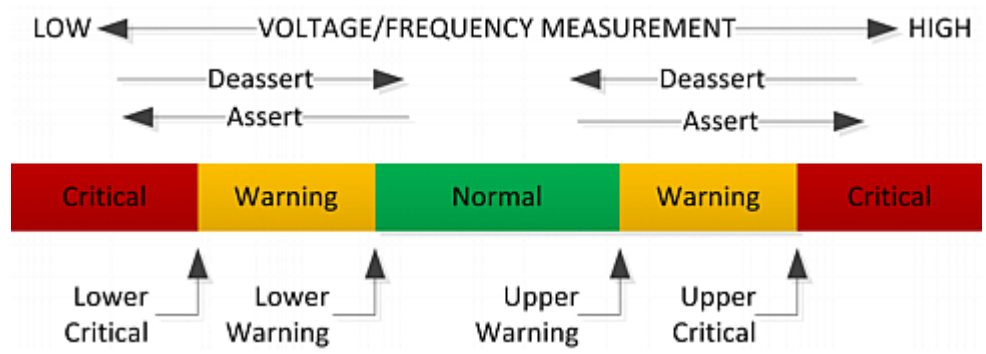 LOW VOLTAGE/FREQUENCY MEASUREMENT HIGH
Deassert Deassert
Assert Assert
Critical Warning Normal Warning Critical
Lower Lower Upper Upper
Critical Warning Warning Critical